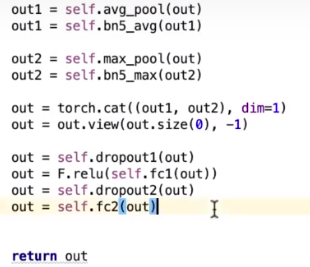 out1 = self.avg_pool(out)
out1 = self.bn5_avg(out1)
out2 = self.max_pool(out)
out2 = self.bn5_max(out2)
out = torch.cat((out1, out2), dim=1)
out = out.view(out.size(0), -1)
out = self.dropout1(out)
out = F.relu(self.fc1(out))
out = self.dropout2(out)
out = self.fc2(out)
return out